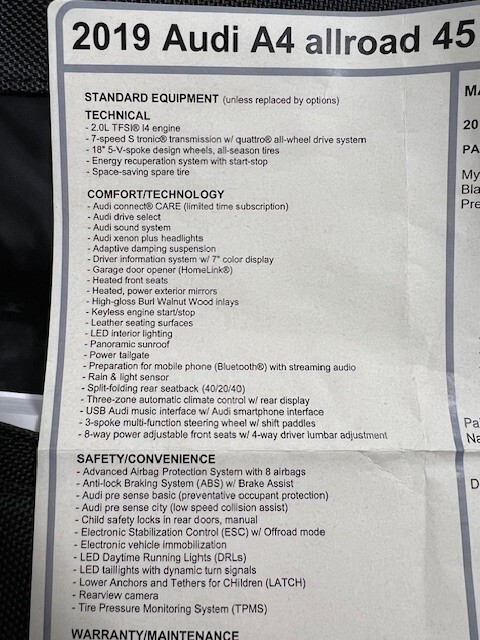 2019 Audi A4 allroad 45
STANDARD EQUIPMENT (unless replaced by options)
TECHNICAL
- 2.0L TFSI® I4 engine
- 7-speed S tronic® transmission w/ quattro® all-wheel drive system
- 18" 5-V-spoke design wheels, all-season tires
- Energy recuperation system with start-stop
- Space-saving spare tire
COMFORT/TECHNOLOGY
- Audi connect® CARE (limited time subscription)
- Audi drive select
- Audi sound system
- Audi xenon plus headlights
- Adaptive damping suspension
- Driver information system w/ 7" color display
- Garage door opener (HomeLink®)
- Heated front seats
- Heated, power exterior mirrors
- High-gloss Burl Walnut Wood inlays
- Keyless engine start/stop
- Leather seating surfaces
- LED interior lighting
- Panoramic sunroof
- Power tailgate
- Preparation for mobile phone (Bluetooth®) with streaming audio
- Rain & light sensor
- Split-folding rear seatback (40/20/40)
- Three-zone automatic climate control w/ rear display
- USB Audi music interface w/ Audi smartphone interface
- 3-spoke multi-function steering wheel w/ shift paddles
- 8-way power adjustable front seats w/ 4-way driver lumbar adjustment
SAFETY/CONVENIENCE
- Advanced Airbag Protection System with 8 airbags
- Anti-lock Braking System (ABS) w/ Brake Assist
- Audi pre sense basic (preventative occupant protection)
- Audi pre sense city (low speed collision assist)
- Child safety locks in rear doors, manual
- Electronic Stabilization Control (ESC) w/ Offroad mode
- Electronic vehicle immobilization
- LED Daytime Running Lights (DRLs)
- LED taillights with dynamic turn signals
- Lower Anchors and Tethers for CHildren (LATCH)
- Rearview camera
- Tire Pressure Monitoring System (TPMS)
WARRANTY/MAINTENANCE
MA
20
PA
My
Bla
Pre
Pa
Na
D